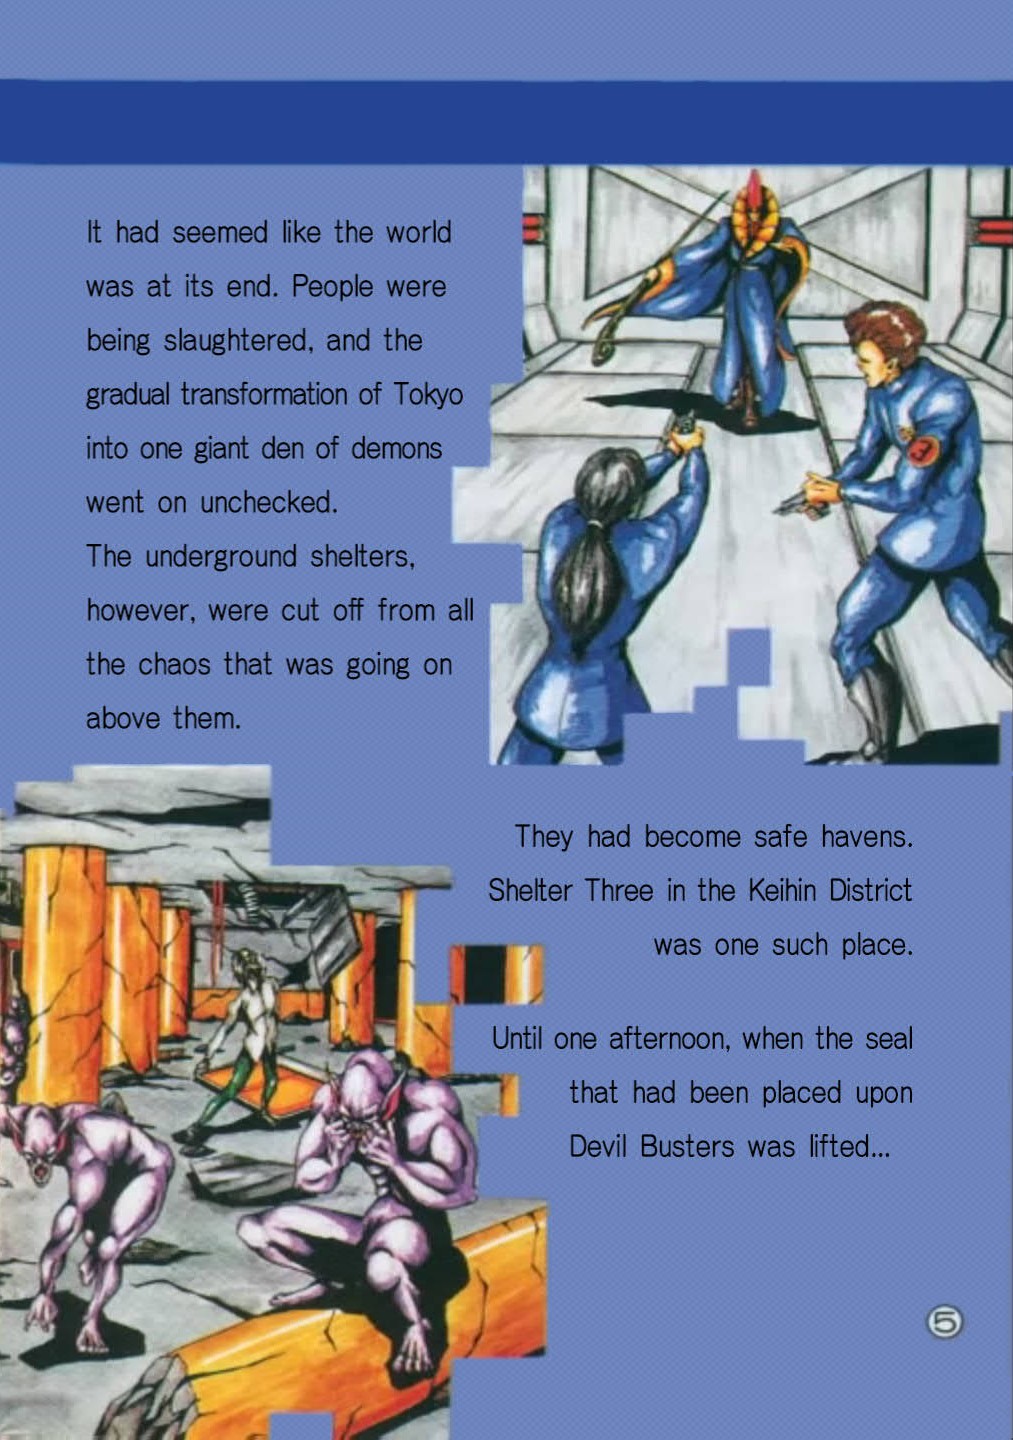 It had seemed like the world
was at its end. People were
being slaughtered, and the
gradual transformation of Tokyo
into one giant den of demons
went on unchecked.
The underground shelters,
however, were cut off from all
the chaos that was going on
above them.
3
They had become safe havens.
Shelter Three in the Keihin District
was one such place.
Until one afternoon, when the seal
that had been placed upon
Devil Busters was lifted...
5